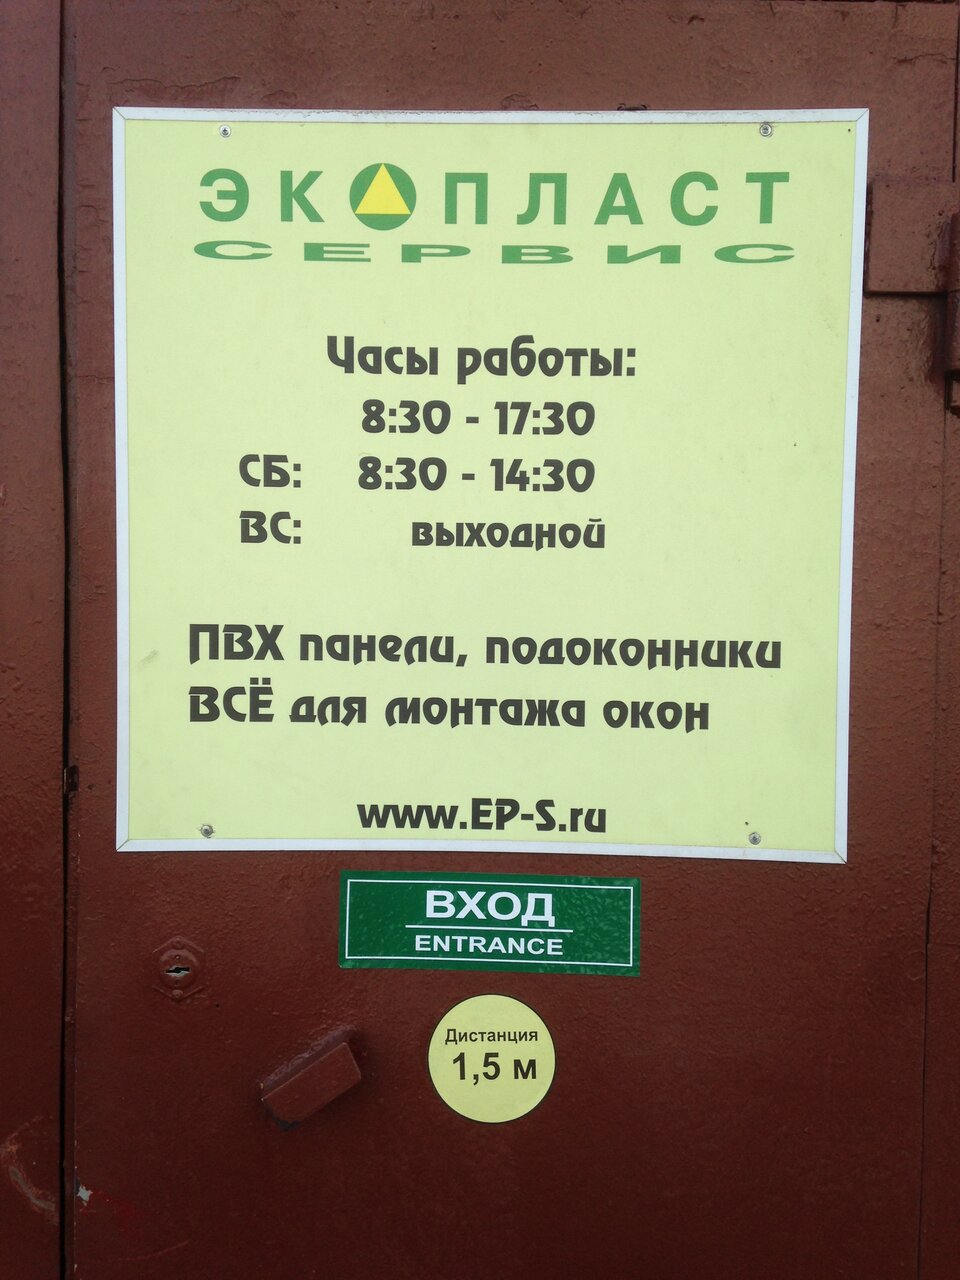 ЭКОПЛАСТ
СЕРВИС
Часы работы:
8:30 - 17:30
СБ: 8:30 - 14:30
ВС: выходной
ПВХ панели, подоконники
ВСЁ для монтажа окон
www.EP-S.ru
ВХОД
ENTRANCE
Дистанция
1,5 м